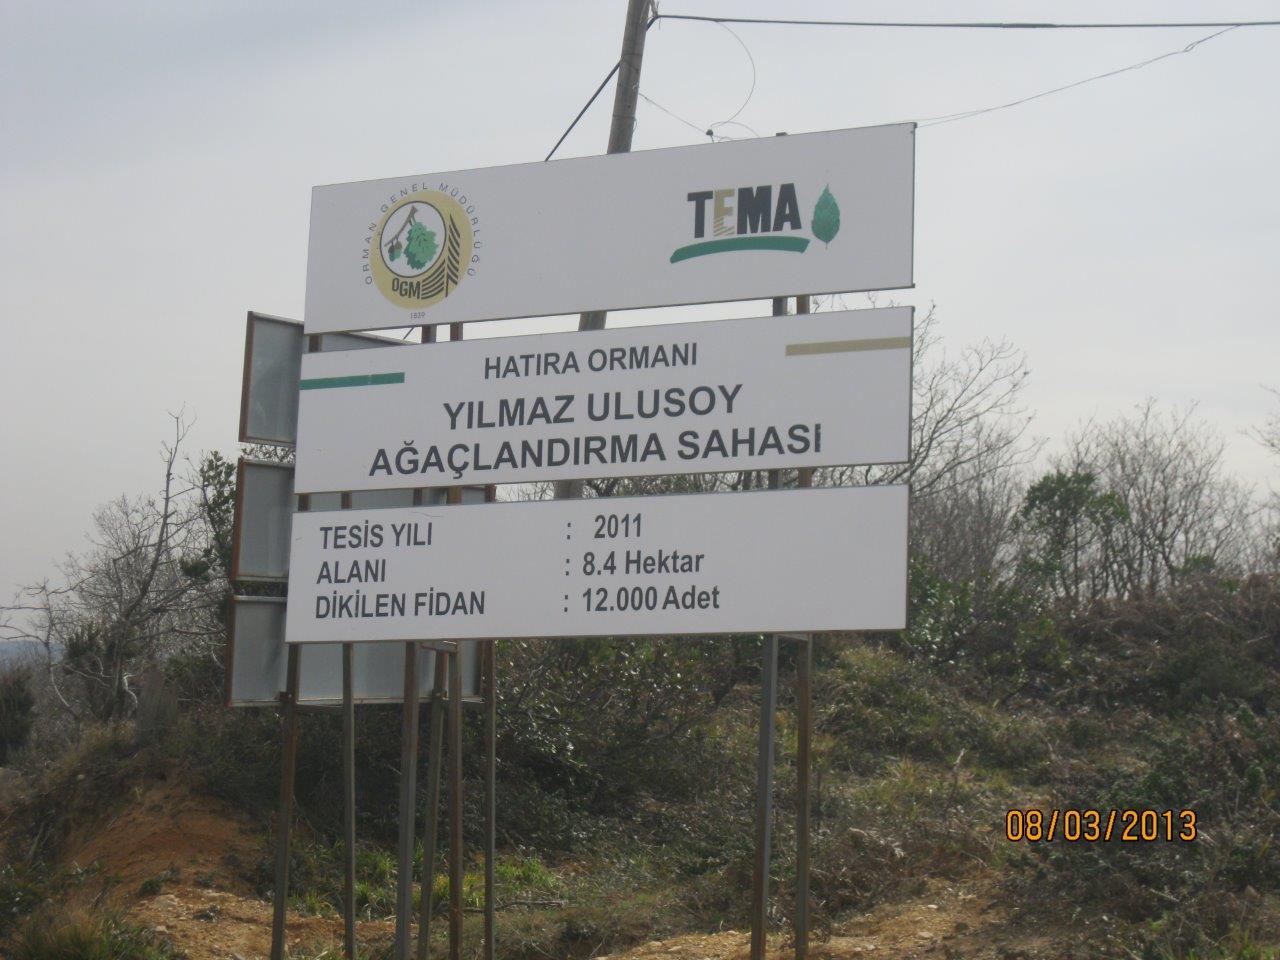 ORMAN GENEL MÜDÜRLÜĞÜ
OGM
1839
TEMA
HATIRA ORMANI
YILMAZ ULUSOY
AĞAÇLANDIRMA SAHASI
TESİS YILI : 2011
ALANI : 8.4 Hektar
DİKİLEN FİDAN : 12.000 Adet
08/03/2013